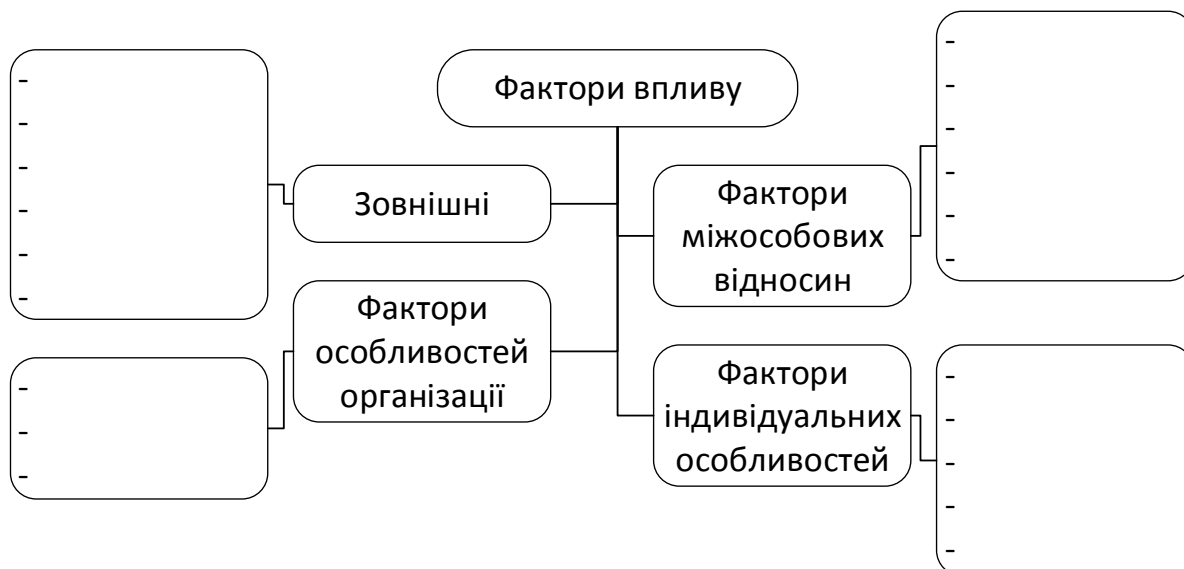 Фактори впливу
Зовнішні
-
-
-
-
-
-
Фактори
особливостей
організації
-
-
-
Фактори
міжособових
відносин
-
-
-
-
-
-
Фактори
індивідуальних
особливостей
-
-
-
-
-